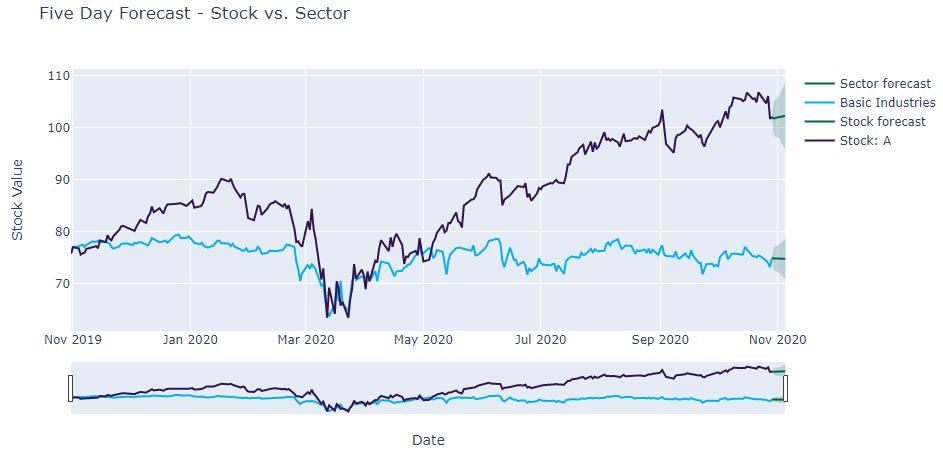 Five Day Forecast - Stock vs. Sector
110
100
90
80
70
Stock Value
Nov 2019
Jan 2020
Mar 2020
May 2020
Jul 2020
Sep 2020
Nov 2020
Date
Sector forecast
Basic Industries
Stock forecast
Stock: A